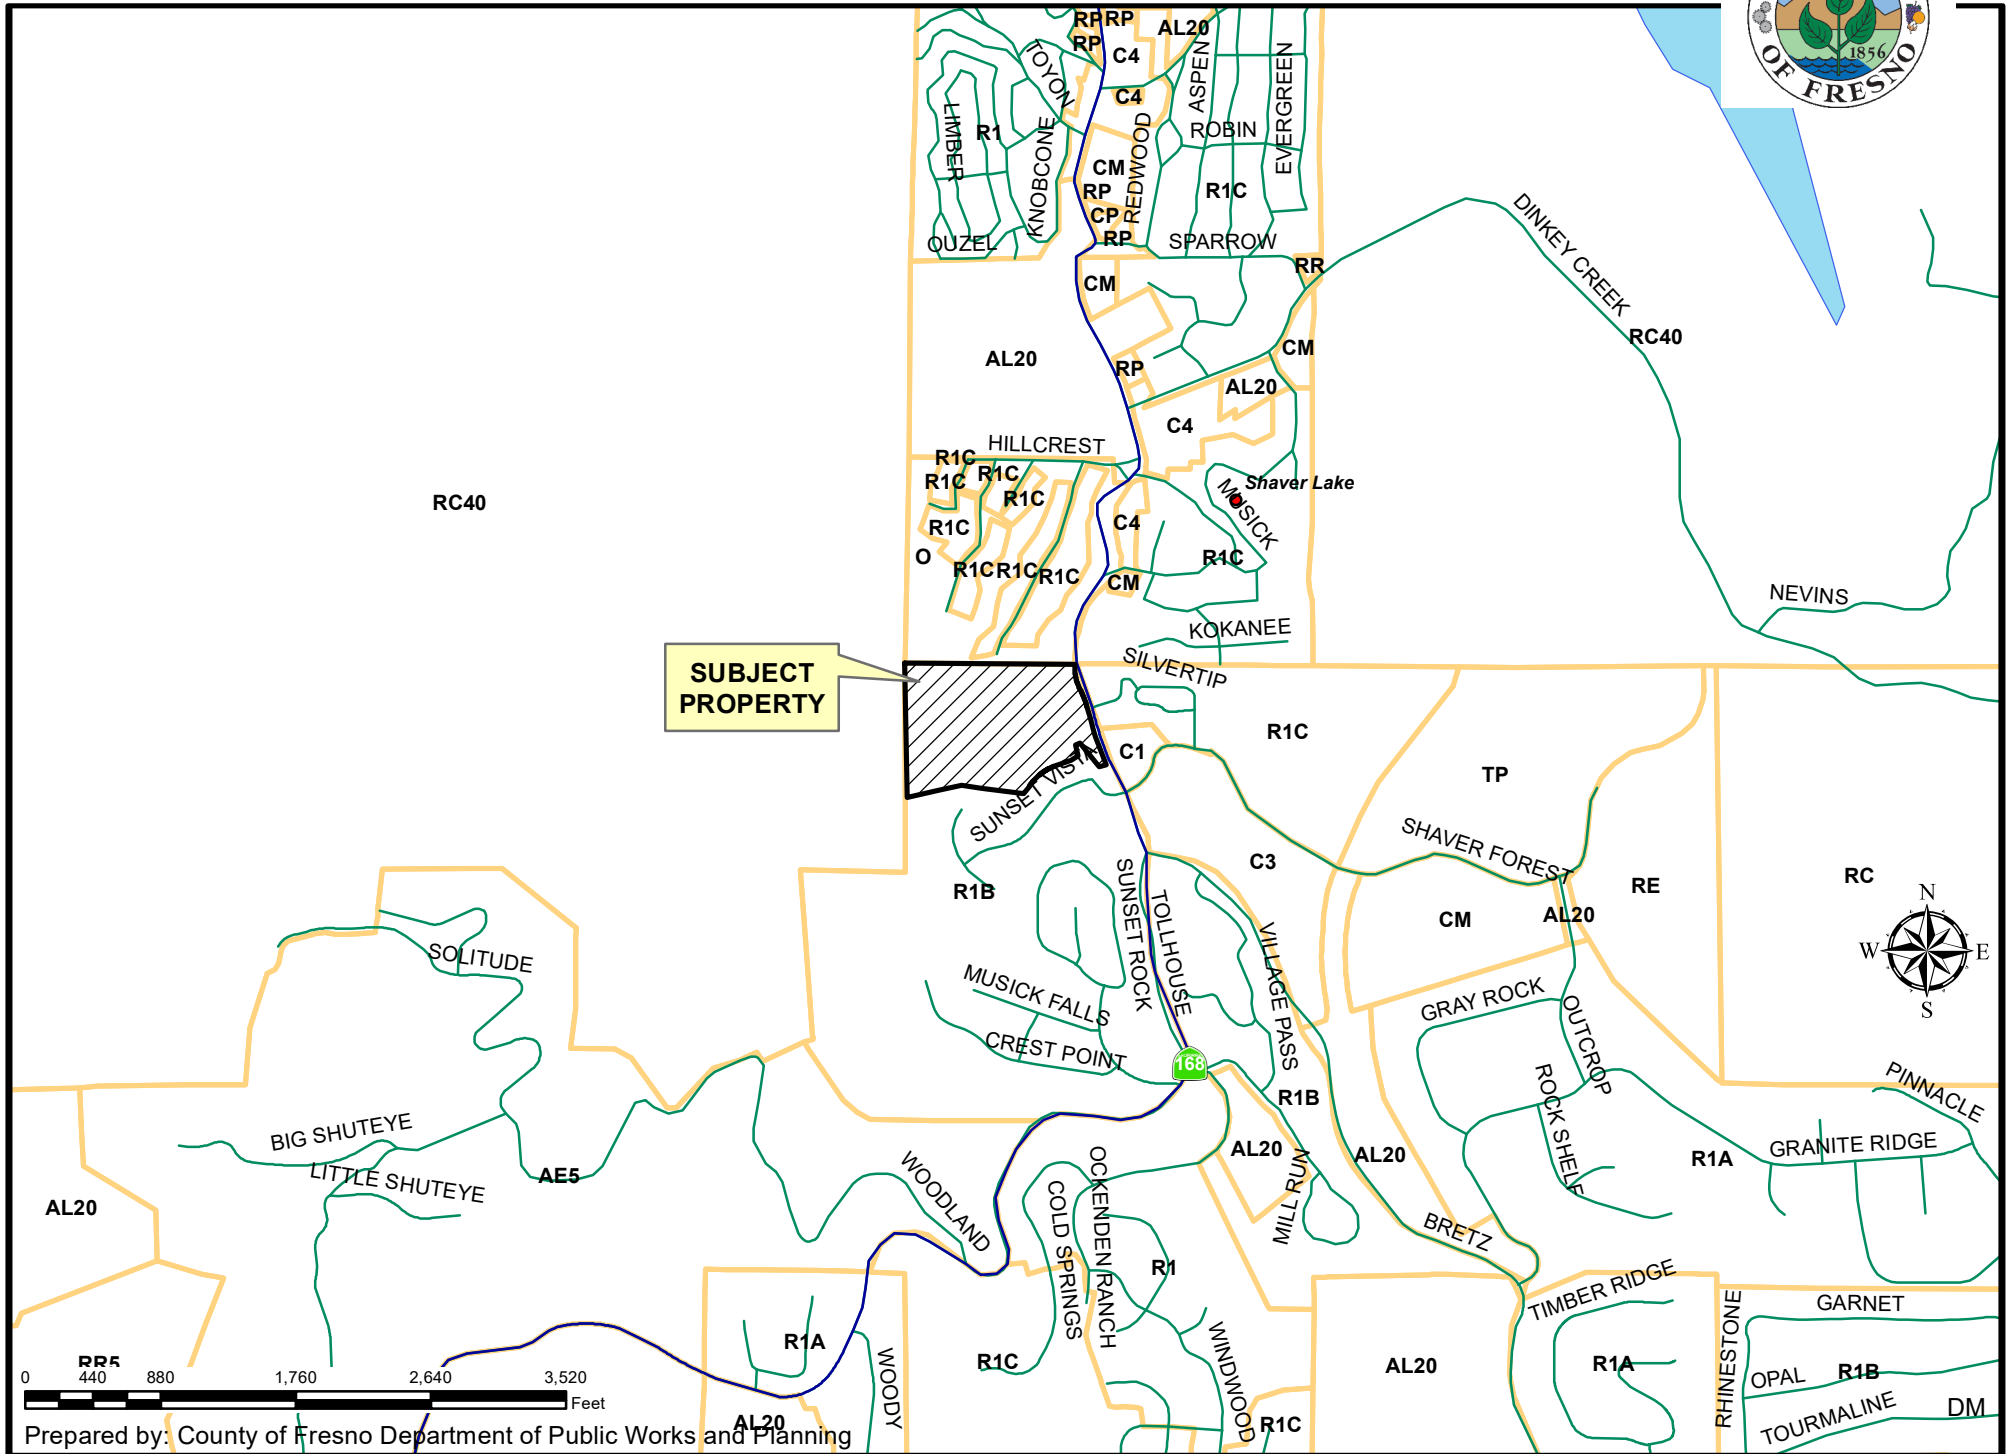 RP
RP
AL20
RP
C4
1856
OF FRESNO
TOYON
ASPEN
EVERGREEN
C4
LIMBER
R1
KNOBCONE
REDWOOD
ROBIN
CM
RP
R1C
CP
RP
OUZEL
SPARROW
DINKEY CREEK
RR
CM
RC40
AL20
CM
RP
AL20
C4
HILLCREST
R1C
R1C
R1C
R1C
Shaver Lake
MUSICK
RC40
R1C
C4
O
R1C
R1C
R1C
R1C
CM
NEVINS
KOKANEE
SUBJECT
PROPERTY
SILVERTIP
R1C
C1
TP
SUNSET VISTA
SHAVER FOREST
C3
R1B
RE
RC
CM
AL20
N
W
E
S
SUNSET ROCK
TOLLHOUSE
VILLAGE PASS
SOLITUDE
MUSICK FALLS
GRAY ROCK
OUTCROP
CREST POINT
168
ROCK SHELF
PINNACLE
R1B
BIG SHUTEYE
GRANITE RIDGE
LITTLE SHUTEYE
AE5
WOODLAND
OCKENDEN RANCH
COLD SPRINGS
AL20
MILL RUN
AL20
R1A
AL20
BRETZ
R1
TIMBER RIDGE
RHINESTONE
GARNET
WINDWOOD
R1A
WOODY
R1C
AL20
R1A
OPAL
R1B
TOURMALINE
DM
RR5
0
440
880
1,760
2,640
3,520
Feet
AL20
R1C
Prepared by: County of Fresno Department of Public Works and Planning